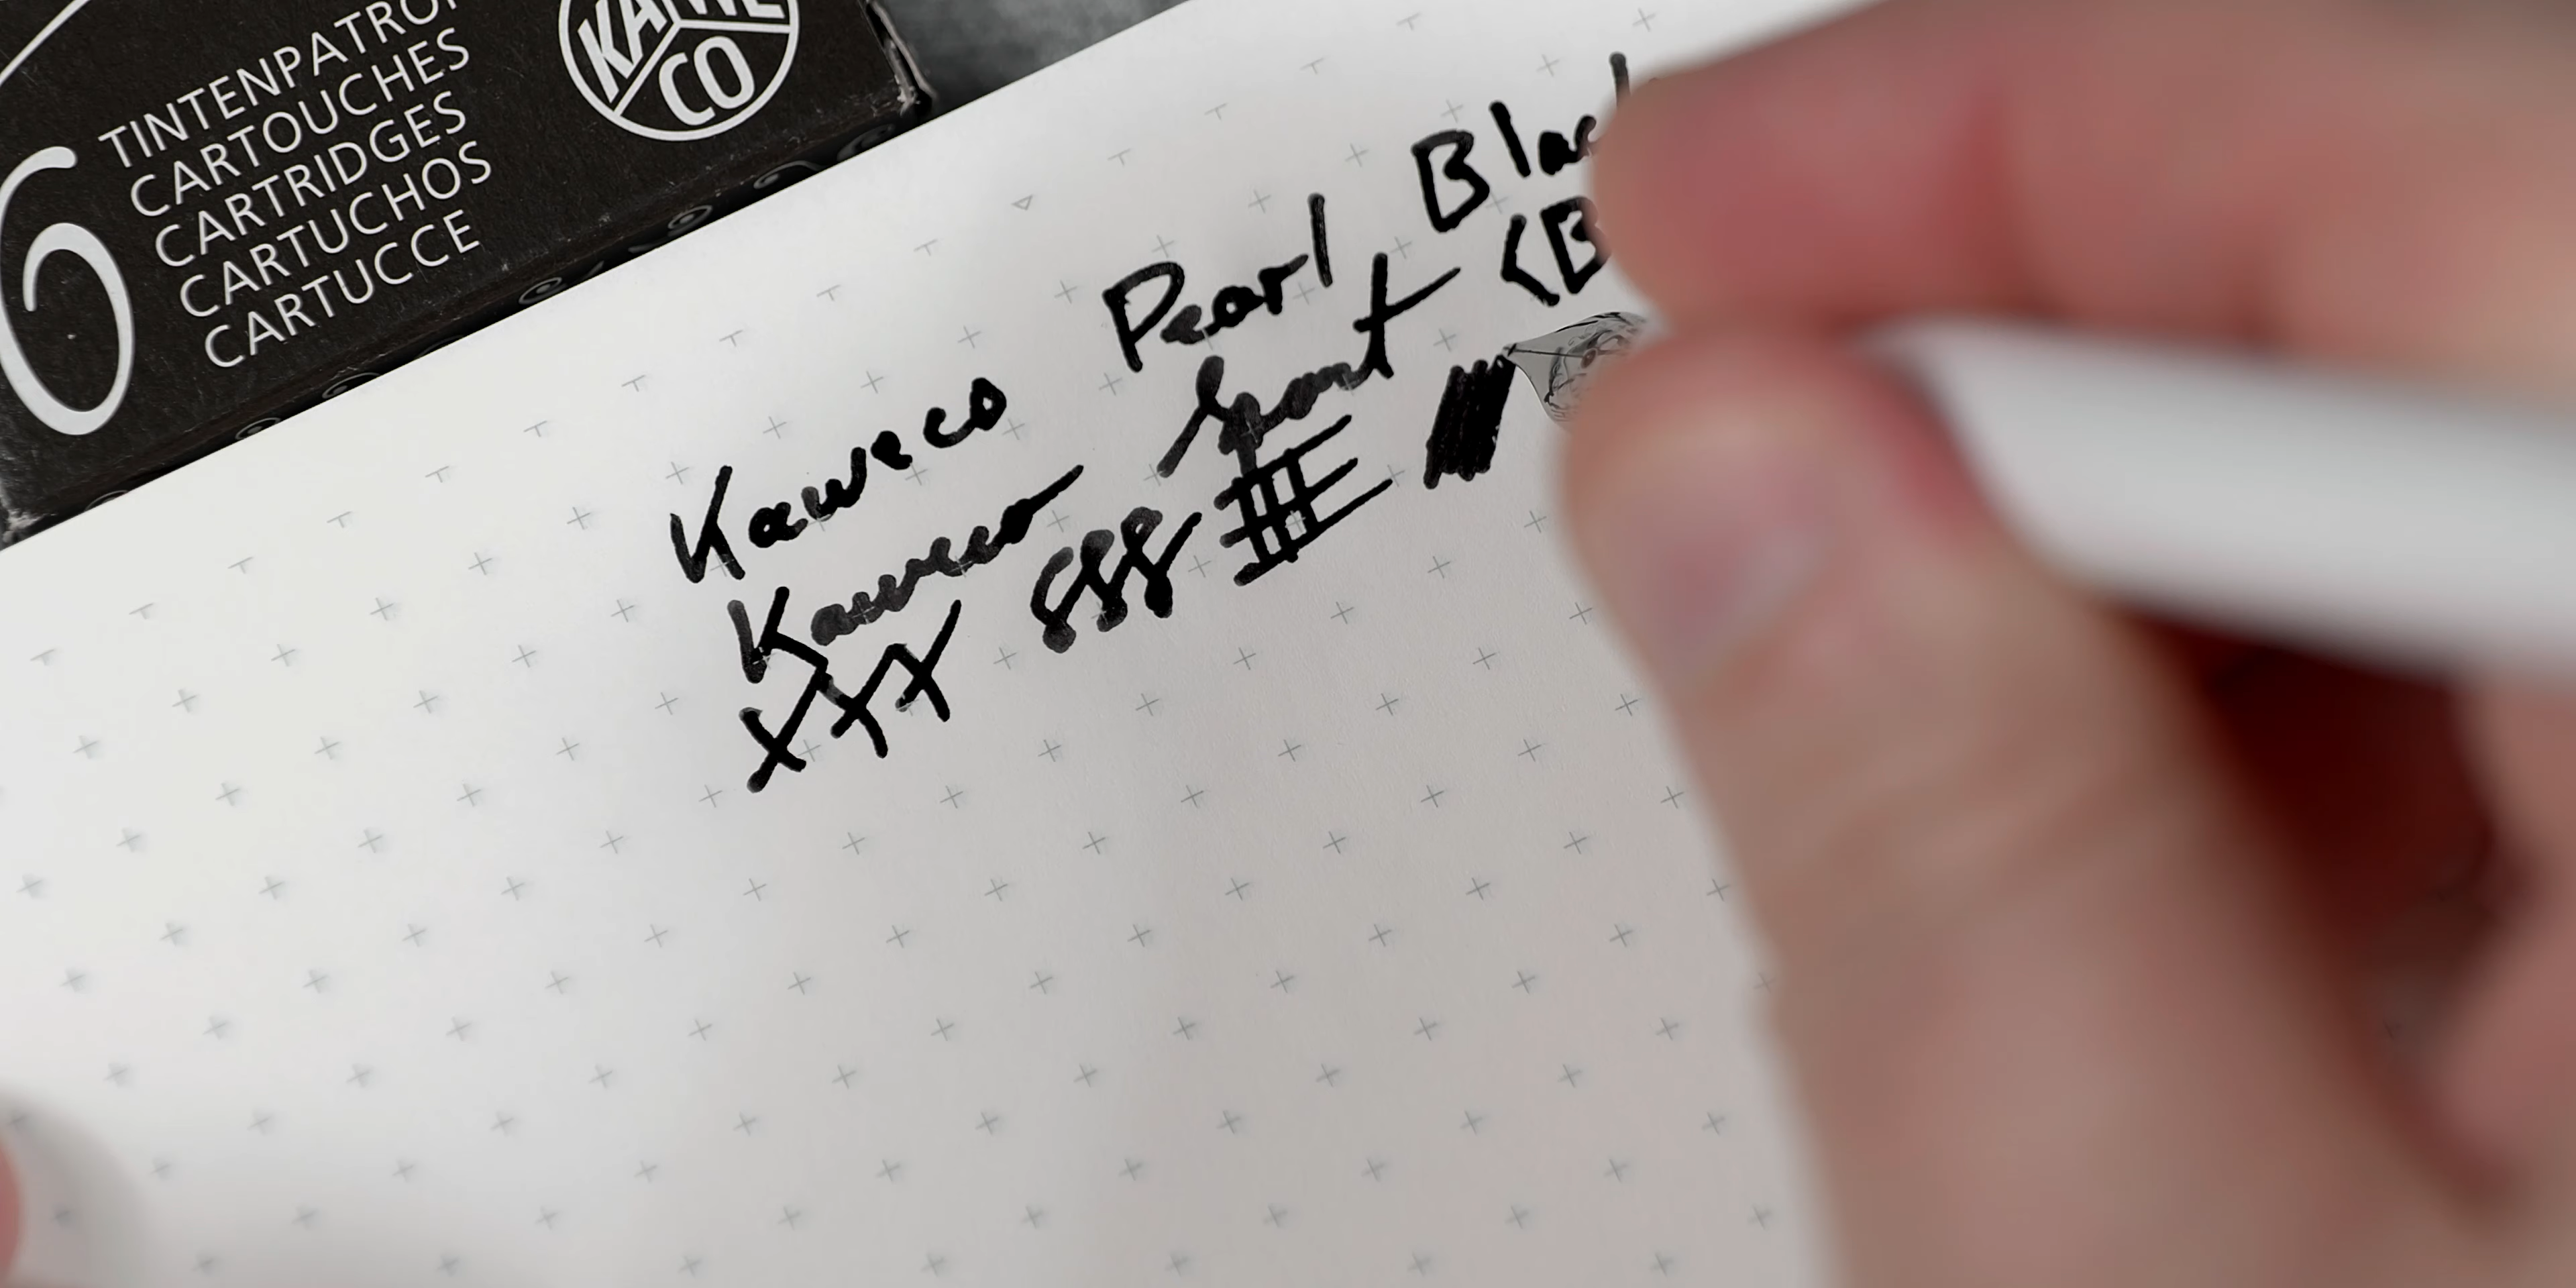 6
TINTENPATRO
CARTOUCHES
CARTRIDGES
CARTUCHOS
CARTUCCE
KAWE
CO
Kaweco Pearl Blac
Kaweco Sport <B
XXX 888